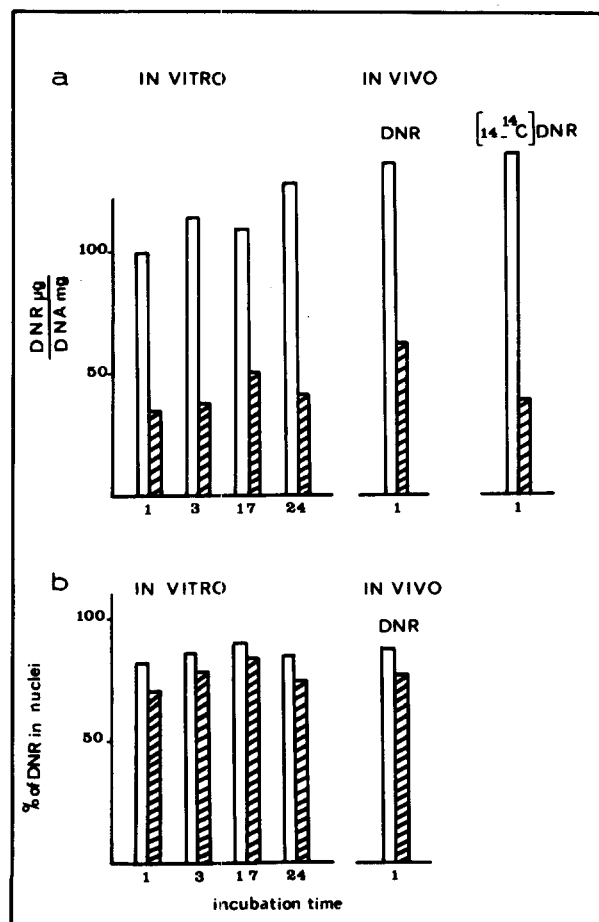 a
IN VITRO
IN VIVO
DNR
[14-14C]DNR
100
50
DNR µg
DNA mg
1 3 17 24 1 1
b
IN VITRO
IN VIVO
DNR
100
50
% of DNR in nuclei
1 3 17 24 1
incubation time